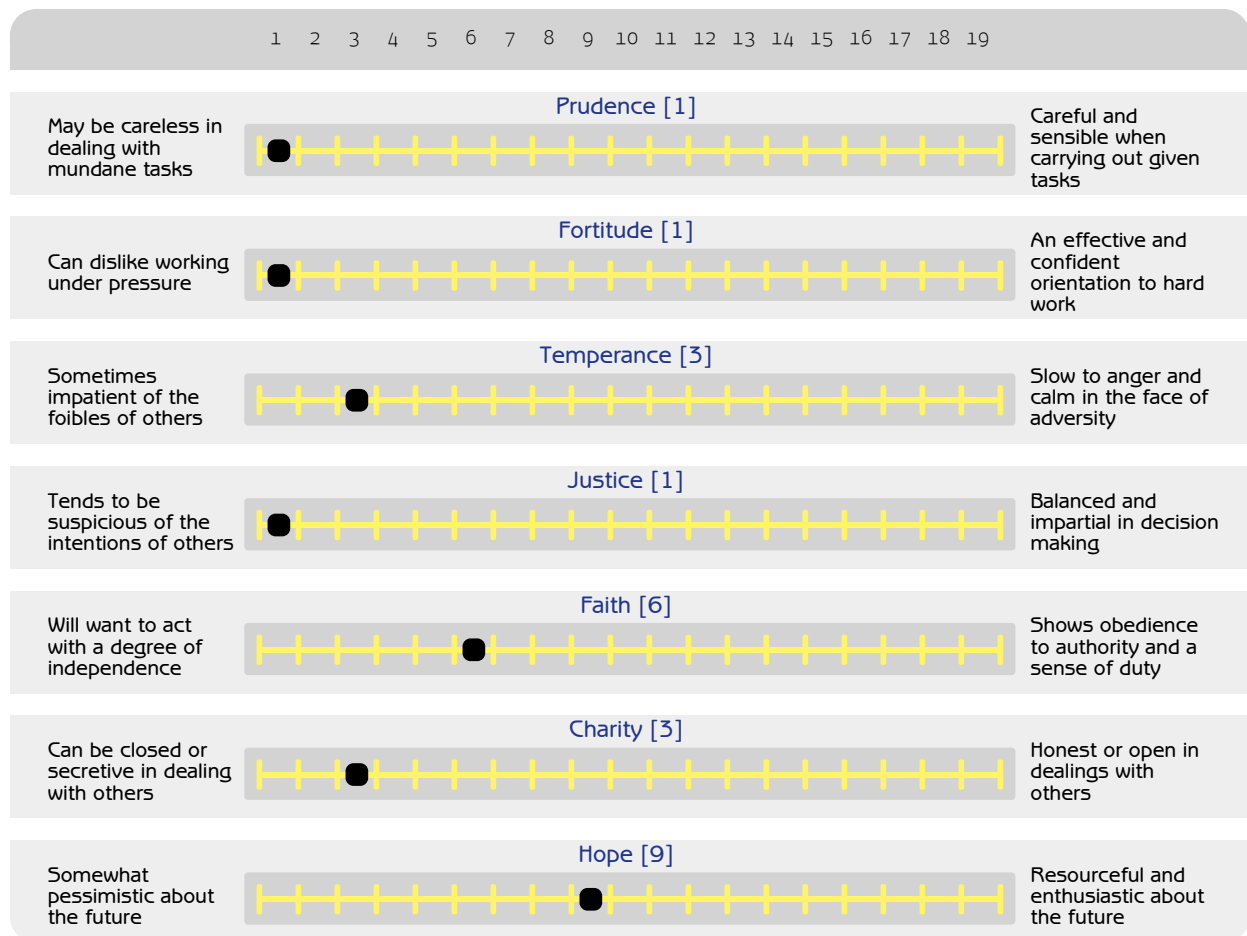 1 2 3 4 5 6 7 8 9 10 11 12 13 14 15 16 17 18 19
Prudence [1]
May be careless in
dealing with
mundane tasks
Careful and
sensible when
carrying out given
tasks
Fortitude [1]
Can dislike working
under pressure
An effective and
confident
orientation to hard
work
Temperance [3]
Sometimes
impatient of the
foibles of others
Slow to anger and
calm in the face of
adversity
Justice [1]
Tends to be
suspicious of the
intentions of others
Balanced and
impartial in decision
making
Faith [6]
Will want to act
with a degree of
independence
Shows obedience
to authority and a
sense of duty
Charity [3]
Can be closed or
secretive in dealing
with others
Honest or open in
dealings with
others
Hope [9]
Somewhat
pessimistic about
the future
Resourceful and
enthusiastic about
the future